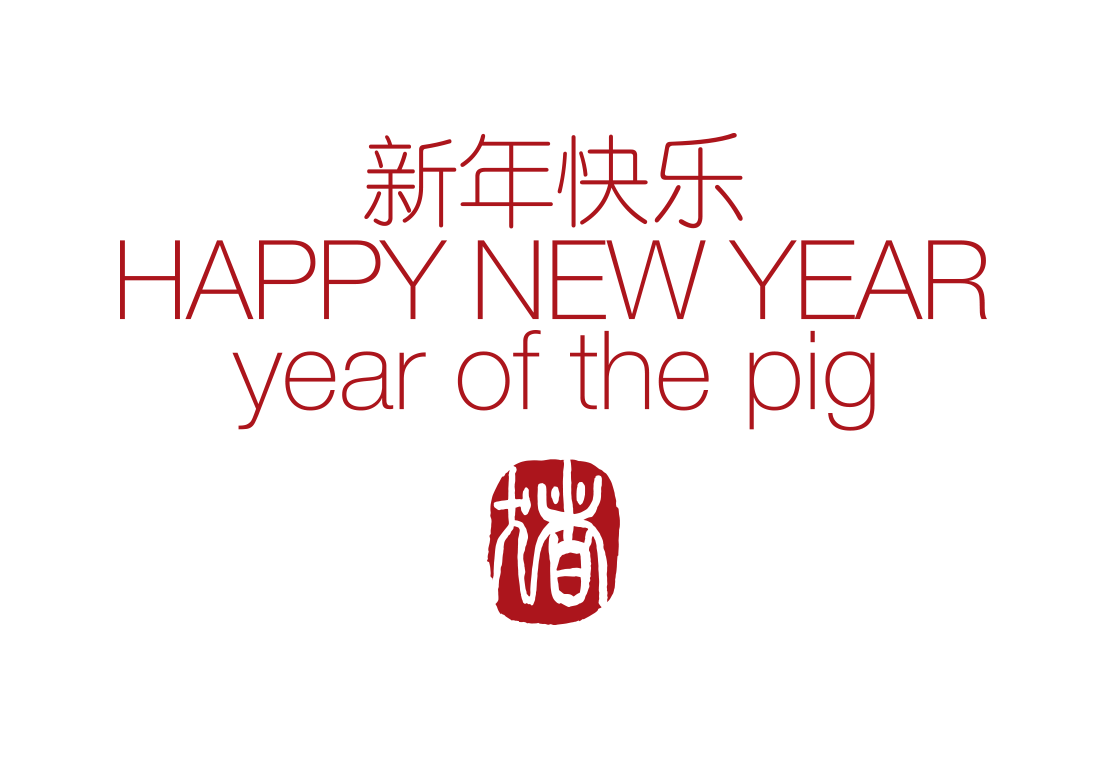 新年快乐
HAPPY NEW YEAR
year of the pig
猪